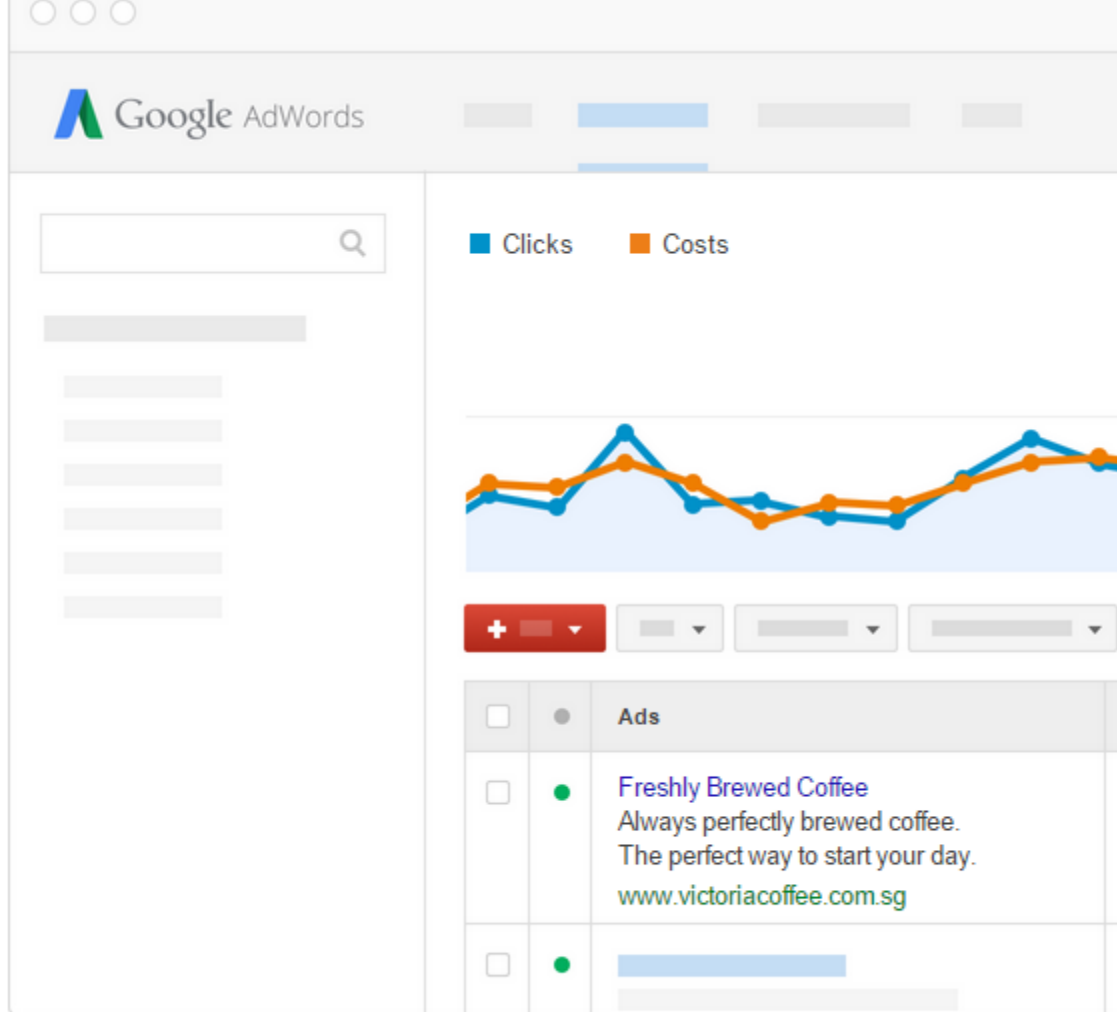 Google AdWords
Clicks
Costs
Ads
Freshly Brewed Coffee
Always perfectly brewed coffee.
The perfect way to start your day.
www.victoriacoffee.com.sg